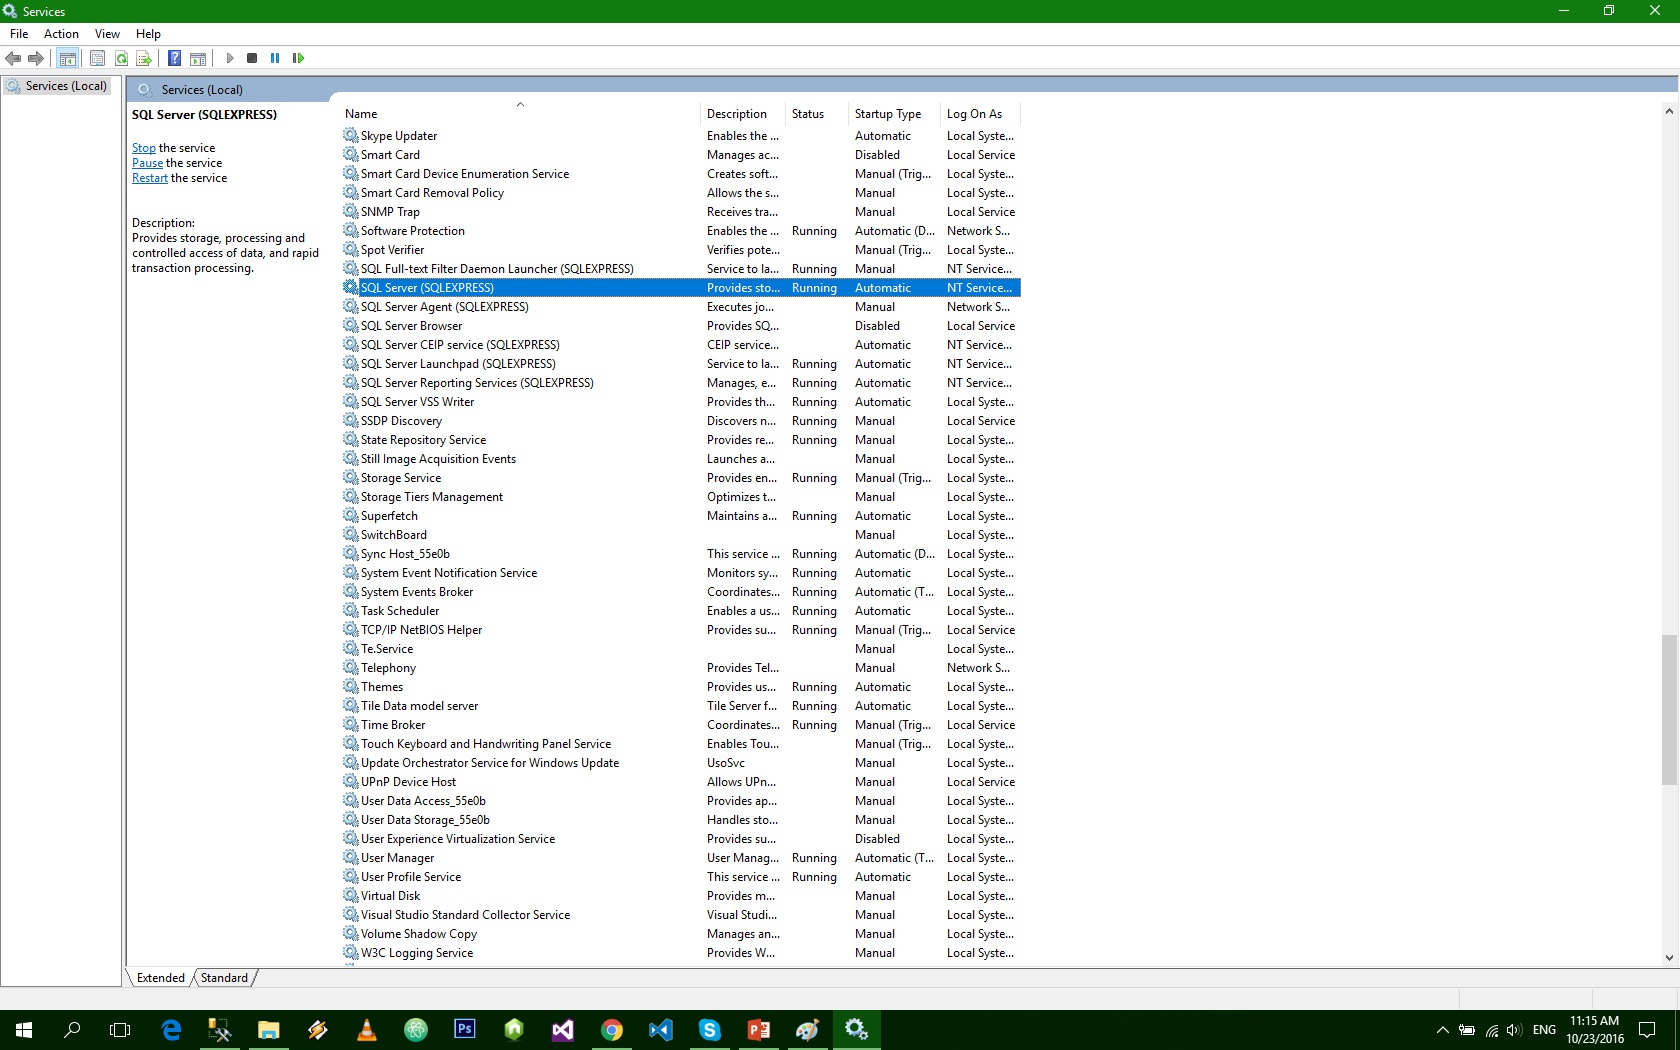 Services
File Action View Help
Services (Local)
Services (Local)
SQL Server (SQLEXPRESS)
Stop the service
Pause the service
Restart the service
Description:
Provides storage, processing and
controlled access of data, and rapid
transaction processing.
Name Description Status Startup Type Log On As
Skype Updater Enables the ... Automatic Local Syste...
Smart Card Manages ac... Disabled Local Service
Smart Card Device Enumeration Service Creates soft... Manual (Trig... Local Syste...
Smart Card Removal Policy Allows the s... Manual Local Syste...
SNMP Trap Receives tra... Manual Local Service
Software Protection Enables the ... Running Automatic (D... Network S...
Spot Verifier Verifies pote... Manual (Trig... Local Syste...
SQL Full-text Filter Daemon Launcher (SQLEXPRESS) Service to la... Running Manual NT Service...
SQL Server (SQLEXPRESS) Provides sto... Running Automatic NT Service...
SQL Server Agent (SQLEXPRESS) Executes jo... Manual Network S...
SQL Server Browser Provides SQ... Disabled Local Service
SQL Server CEIP service (SQLEXPRESS) CEIP service... Automatic NT Service...
SQL Server Launchpad (SQLEXPRESS) Service to la... Running Automatic NT Service...
SQL Server Reporting Services (SQLEXPRESS) Manages, e... Running Automatic NT Service...
SQL Server VSS Writer Provides th... Running Automatic Local Syste...
SSDP Discovery Discovers n... Running Manual Local Service
State Repository Service Provides re... Running Manual Local Syste...
Still Image Acquisition Events Launches a... Manual Local Syste...
Storage Service Provides en... Running Manual (Trig... Local Syste...
Storage Tiers Management Optimizes t... Manual Local Syste...
Superfetch Maintains a... Running Automatic Local Syste...
SwitchBoard Manual Local Syste...
Sync Host_55e0b This service ... Running Automatic (D... Local Syste...
System Event Notification Service Monitors sy... Running Automatic Local Syste...
System Events Broker Coordinates... Running Automatic (T... Local Syste...
Task Scheduler Enables a us... Running Automatic Local Syste...
TCP/IP NetBIOS Helper Provides su... Running Manual (Trig... Local Service
Te.Service Manual Local Syste...
Telephony Provides Tel... Manual Network S...
Themes Provides us... Running Automatic Local Syste...
Tile Data model server Tile Server f... Running Automatic Local Syste...
Time Broker Coordinates... Running Manual (Trig... Local Service
Touch Keyboard and Handwriting Panel Service Enables Tou... Manual (Trig... Local Syste...
Update Orchestrator Service for Windows Update UsoSvc Manual Local Syste...
UPnP Device Host Allows UPn... Manual Local Service
User Data Access_55e0b Provides ap... Manual Local Syste...
User Data Storage_55e0b Handles sto... Manual Local Syste...
User Experience Virtualization Service Provides su... Disabled Local Syste...
User Manager User Manag... Running Automatic (T... Local Syste...
User Profile Service This service ... Running Automatic Local Syste...
Virtual Disk Provides m... Manual Local Syste...
Visual Studio Standard Collector Service Visual Studi... Manual Local Syste...
Volume Shadow Copy Manages an... Manual Local Syste...
W3C Logging Service Provides W... Manual Local Syste...
Extended Standard
Ps
ENG
11:15 AM
10/23/2016